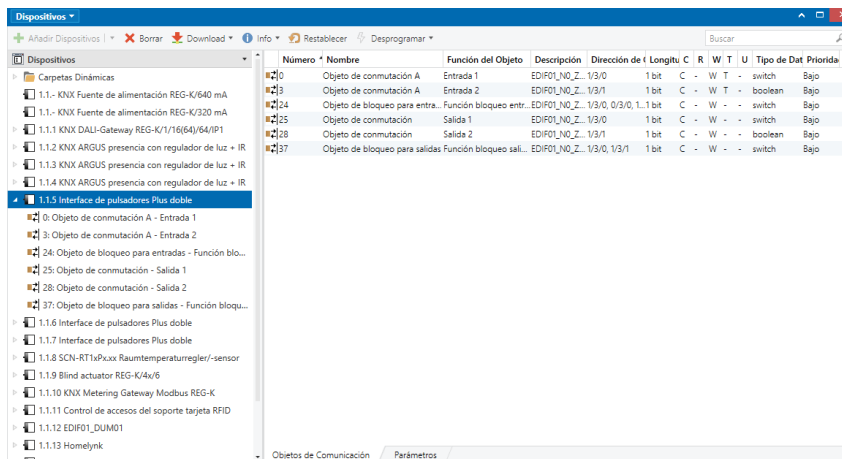 Dispositivos
Añadir Dispositivos Borrar Download Info Restablecer Desprogramar Buscar
Dispositivos
Carpetas Dinámicas
1.1.- KNX Fuente de alimentación REG-K/640 mA
1.1.- KNX Fuente de alimentación REG-K/320 mA
1.1.1 KNX DALI-Gateway REG-K/1/16(64)/64/IP1
1.1.2 KNX ARGUS presencia con regulador de luz + IR
1.1.3 KNX ARGUS presencia con regulador de luz + IR
1.1.4 KNX ARGUS presencia con regulador de luz + IR
1.1.5 Interface de pulsadores Plus doble
0: Objeto de conmutación A - Entrada 1
3: Objeto de conmutación A - Entrada 2
24: Objeto de bloqueo para entradas - Función blo...
25: Objeto de conmutación - Salida 1
28: Objeto de conmutación - Salida 2
37: Objeto de bloqueo para salidas - Función bloqu...
1.1.6 Interface de pulsadores Plus doble
1.1.7 Interface de pulsadores Plus doble
1.1.8 SCN-RT1xPx.xx Raumtemperaturregler/-sensor
1.1.9 Blind actuator REG-K/4x/6
1.1.10 KNX Metering Gateway Modbus REG-K
1.1.11 Control de accesos del soporte tarjeta RFID
1.1.12 EDIF01_DUM01
1.1.13 Homelynk
Número Nombre Función del Objeto Descripción Dirección de Longitu C R W T U Tipo de Dat Priorida
0 Objeto de conmutación A Entrada 1 EDIF01_N0_Z... 1/3/0 1 bit C - W T - switch Bajo
3 Objeto de conmutación A Entrada 2 EDIF01_N0_Z... 1/3/1 1 bit C - W T - boolean Bajo
24 Objeto de bloqueo para entra... Función bloqueo entr... EDIF01_N0_Z... 1/3/0, 0/3/0, 1... 1 bit C - W - - switch Bajo
25 Objeto de conmutación Salida 1 EDIF01_N0_Z... 1/3/0 1 bit C - W - - switch Bajo
28 Objeto de conmutación Salida 2 EDIF01_N0_Z... 1/3/1 1 bit C - W - - boolean Bajo
37 Objeto de bloqueo para salidas Función bloqueo sali... EDIF01_N0_Z... 1/3/0, 1/3/1 1 bit C - W - - switch Bajo
Objetos de Comunicación Parámetros